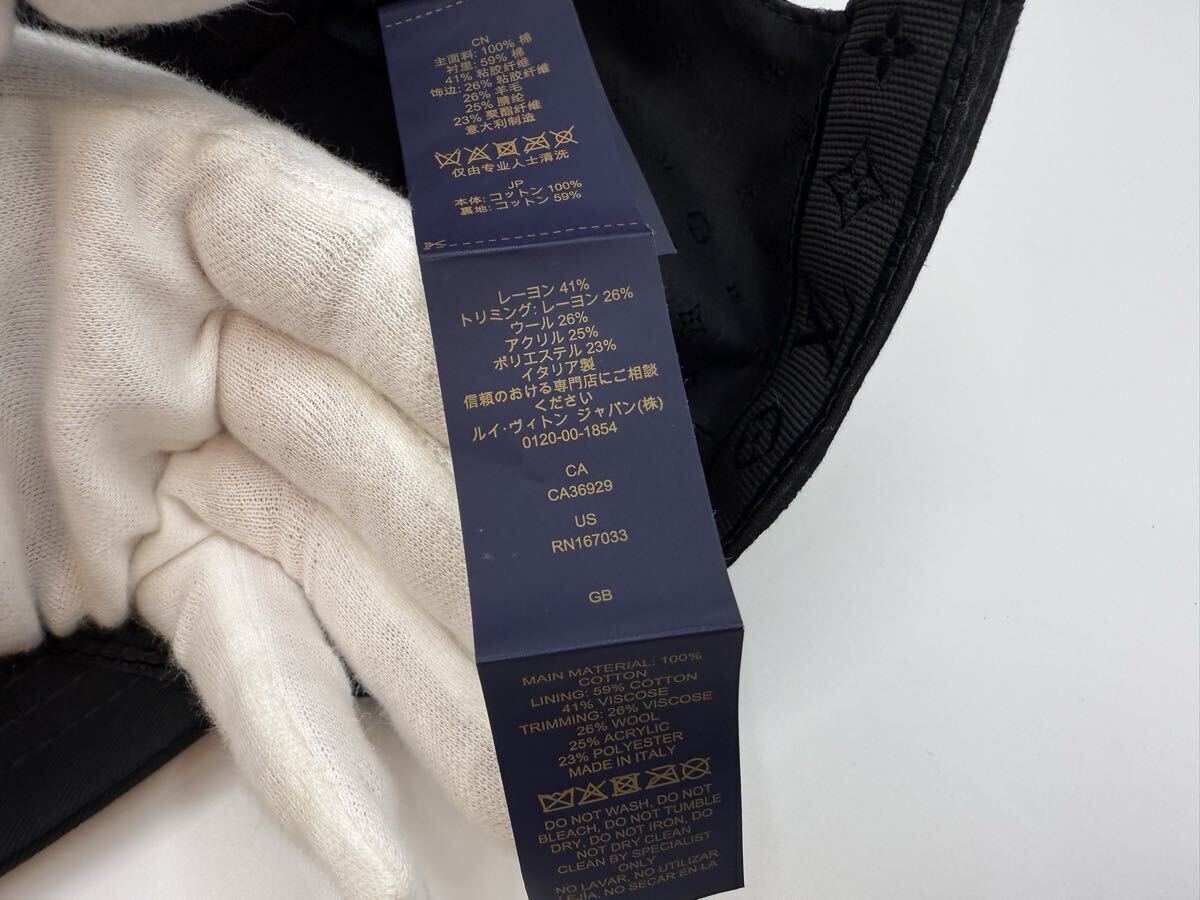 CN
主面料: 100% 棉
衬里: 59% 棉
41% 粘胶纤维
饰边: 26% 粘胶纤维
26% 羊毛
25% 腈纶
23% 聚酯纤维
意大利制造
仅由专业人士清洗
JP
本体: コットン 100%
裏地: コットン 59%
レーヨン 41%
トリミング: レーヨン 26%
ウール 26%
アクリル 25%
ポリエステル 23%
イタリア製
信頼のおける専門店にご相談
ください
ルイ・ヴィトン ジャパン(株)
0120-00-1854
CA
CA36929
US
RN167033
GB
MAIN MATERIAL: 100%
COTTON
LINING: 59% COTTON
41% VISCOSE
TRIMMING: 26% VISCOSE
26% WOOL
25% ACRYLIC
23% POLYESTER
MADE IN ITALY
DO NOT WASH, DO NOT
BLEACH, DO NOT TUMBLE
DRY, DO NOT IRON, DO
NOT DRY CLEAN
CLEAN BY SPECIALIST
ONLY
NO LAVAR, NO UTILIZAR
LEJÍA, NO SECAR EN LA